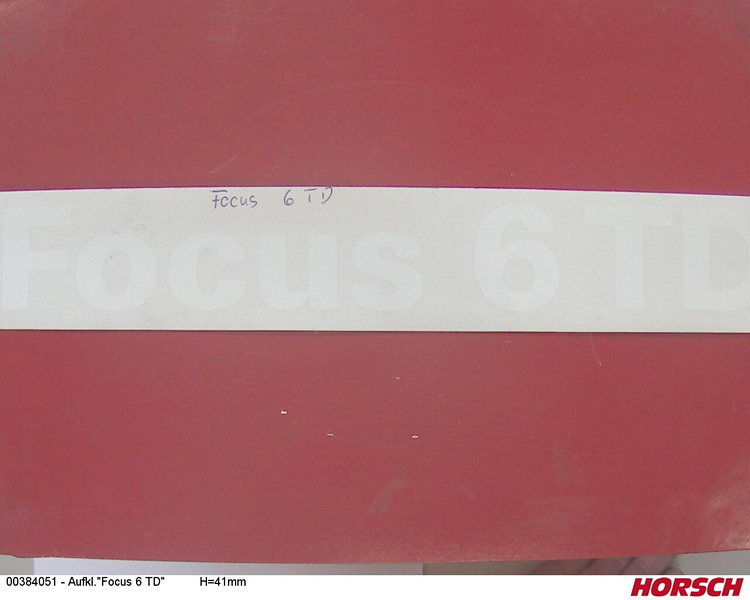 Focus 6 TD
Focus 6 TD
00384051 - Aufkl."Focus 6 TD" H=41mm
HORSCH